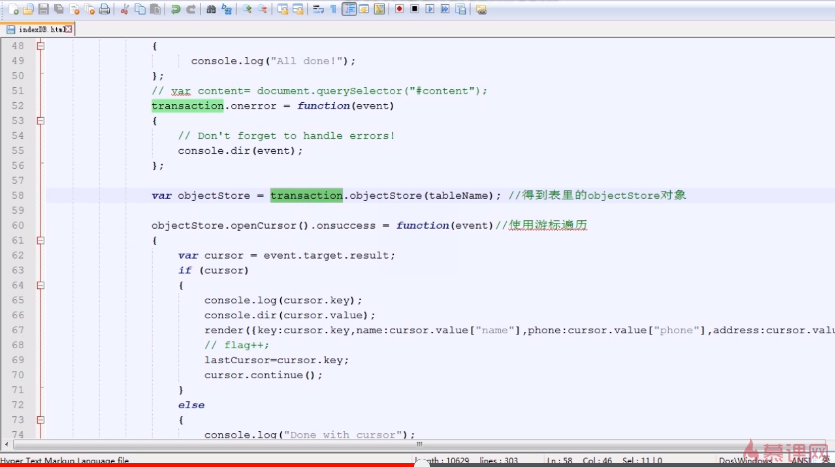 indexDB.html
48 {
49 console.log("All done!");
50 };
51 // var content= document.querySelector("#content");
52 transaction.onerror = function(event)
53 {
54 // Don't forget to handle errors!
55 console.dir(event);
56 };
57
58 var objectStore = transaction.objectStore(tableName); //得到表里的objectStore对象
59
60 objectStore.openCursor().onsuccess = function(event)//使用游标遍历
61 {
62 var cursor = event.target.result;
63 if (cursor)
64 {
65 console.log(cursor.key);
66 console.dir(cursor.value);
67 render({key:cursor.key,name:cursor.value["name"],phone:cursor.value["phone"],address:cursor.valu
68 // flag++;
69 lastCursor=cursor.key;
70 cursor.continue();
71 }
72 else
73 {
74 console.log("Done with cursor");
Hyper Text Markup Language file length : 10629 lines : 303 Ln : 58 Col : 46 Sel : 11 | 0 Dos\Windows ANSI
慕课网